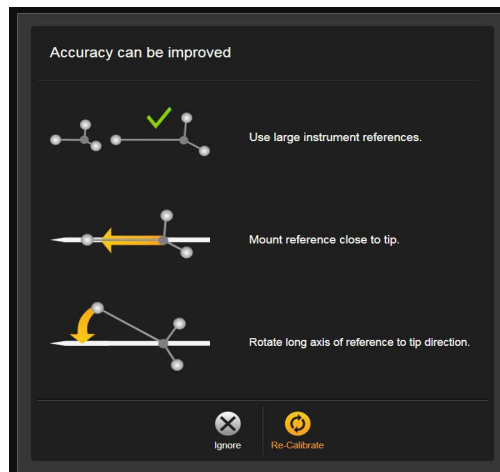 Accuracy can be improved
Use large instrument references.
Mount reference close to tip.
Rotate long axis of reference to tip direction.
Ignore
Re-Calibrate